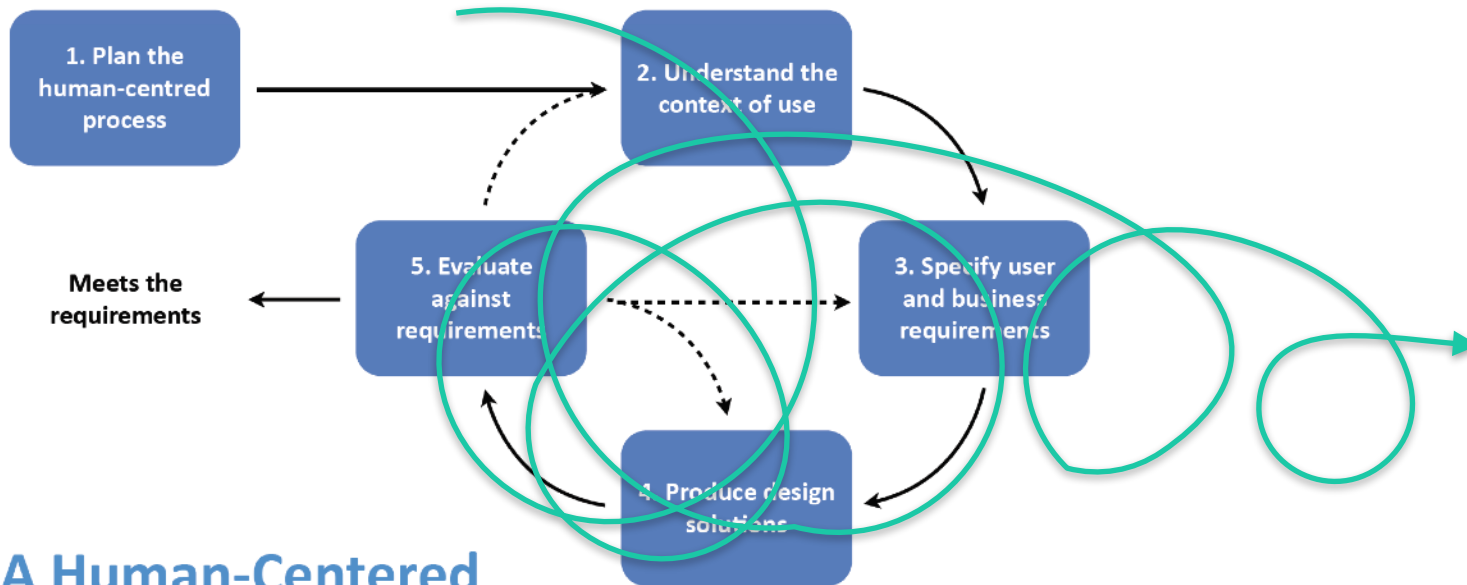 1. Plan the
human-centred
process
2. Understand the
context of use
3. Specify user
and business
requirements
4. Produce design
solutions
5. Evaluate
against
requirements
Meets the
requirements
A Human-Centered